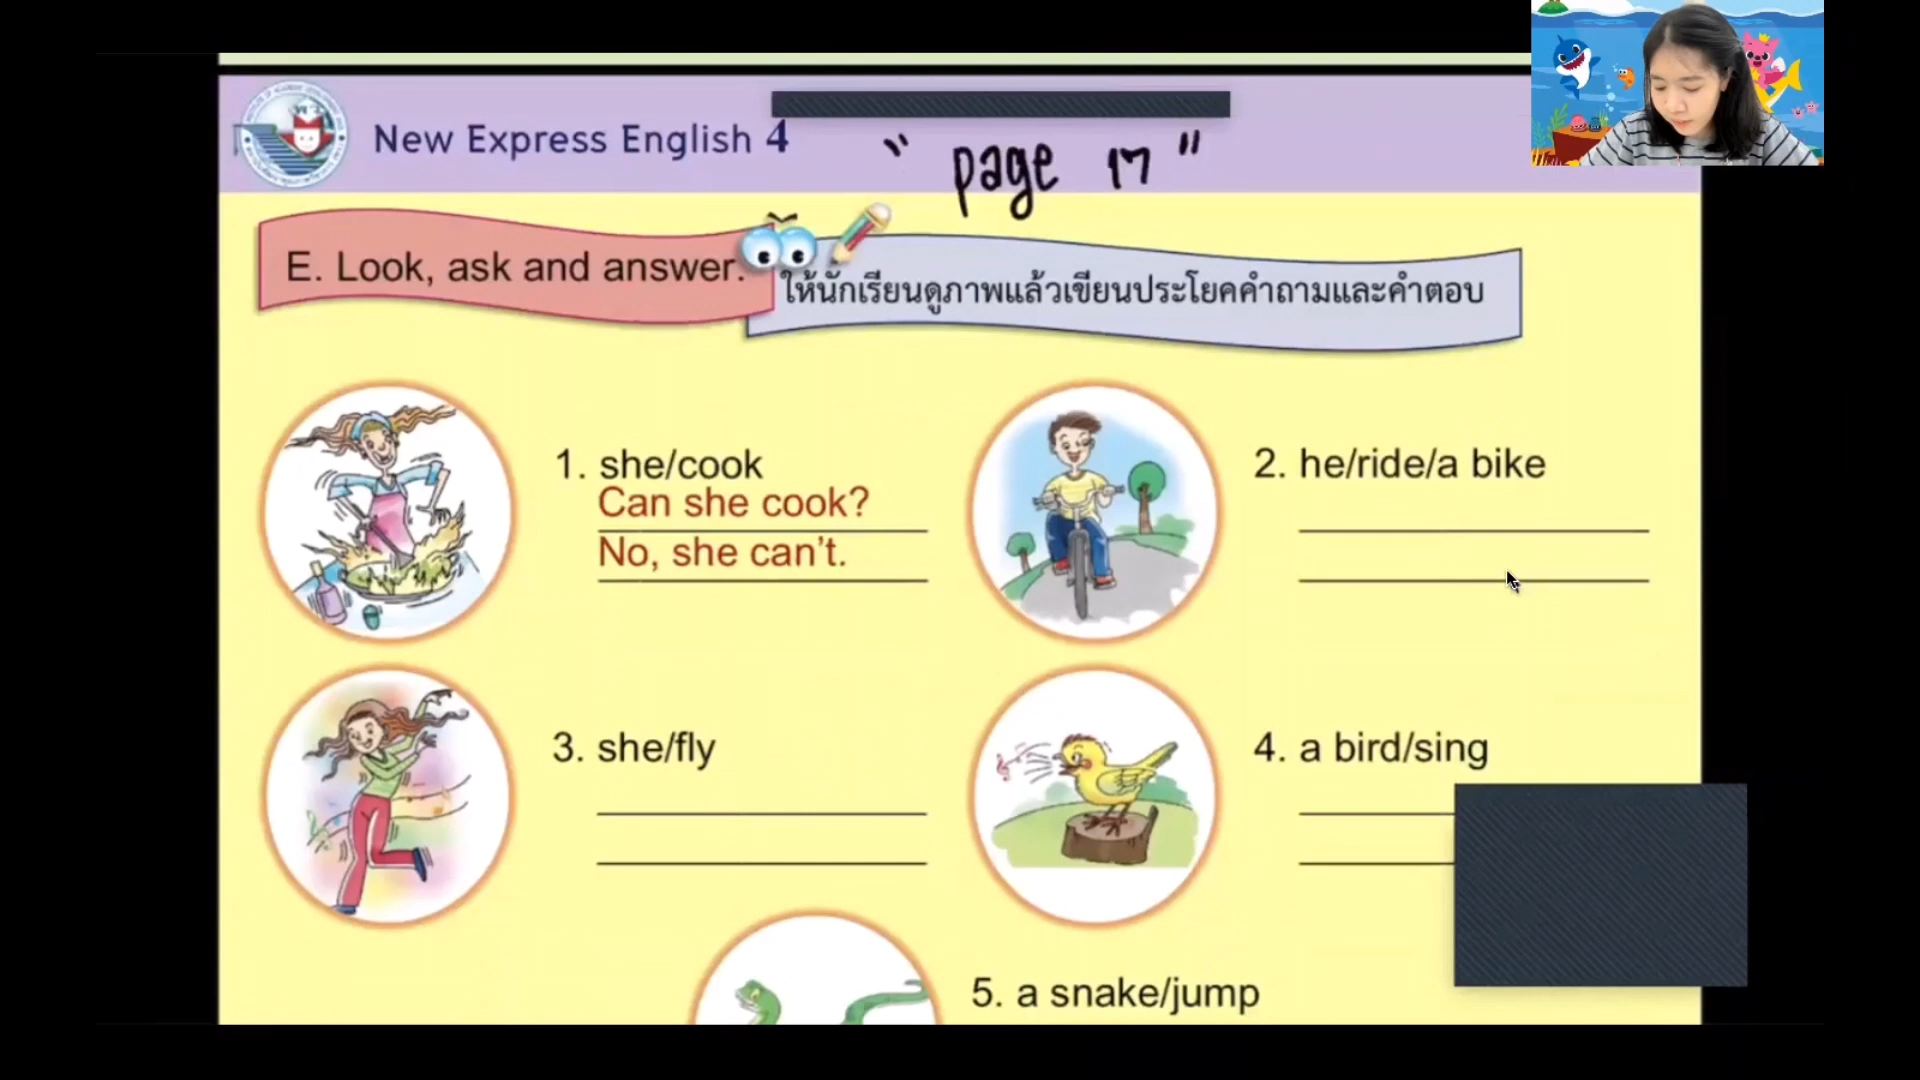 New Express English 4
" page 17 "
E. Look, ask and answer.
ให้นักเรียนดูภาพแล้วเขียนประโยคคำถามและคำตอบ
1. she/cook
Can she cook?
No, she can't.
2. he/ride/a bike
3. she/fly
4. a bird/sing
5. a snake/jump